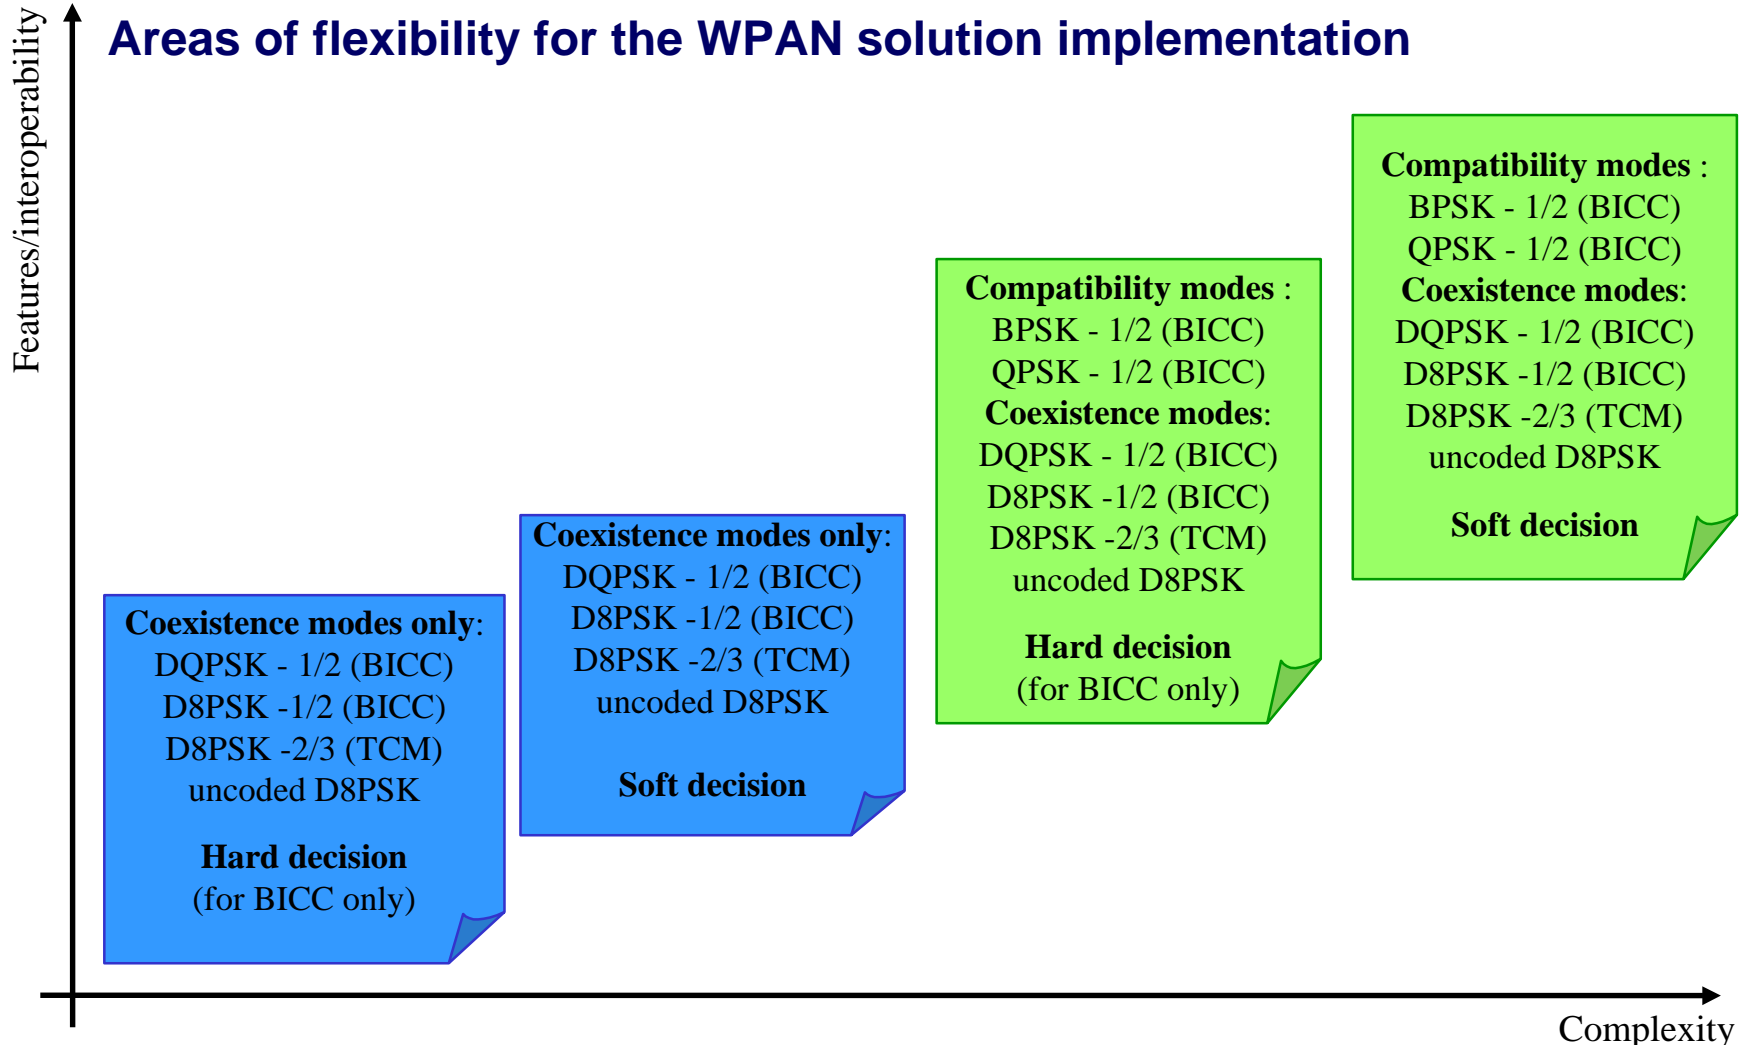 Areas of flexibility for the WPAN solution implementation
Features/interoperability
Coexistence modes only:
DQPSK - 1/2 (BICC)
D8PSK -1/2 (BICC)
D8PSK -2/3 (TCM)
uncoded D8PSK
Hard decision
(for BICC only)
Coexistence modes only:
DQPSK - 1/2 (BICC)
D8PSK -1/2 (BICC)
D8PSK -2/3 (TCM)
uncoded D8PSK
Soft decision
Compatibility modes :
BPSK - 1/2 (BICC)
QPSK - 1/2 (BICC)
Coexistence modes:
DQPSK - 1/2 (BICC)
D8PSK -1/2 (BICC)
D8PSK -2/3 (TCM)
uncoded D8PSK
Hard decision
(for BICC only)
Compatibility modes :
BPSK - 1/2 (BICC)
QPSK - 1/2 (BICC)
Coexistence modes:
DQPSK - 1/2 (BICC)
D8PSK -1/2 (BICC)
D8PSK -2/3 (TCM)
uncoded D8PSK
Soft decision
Complexity